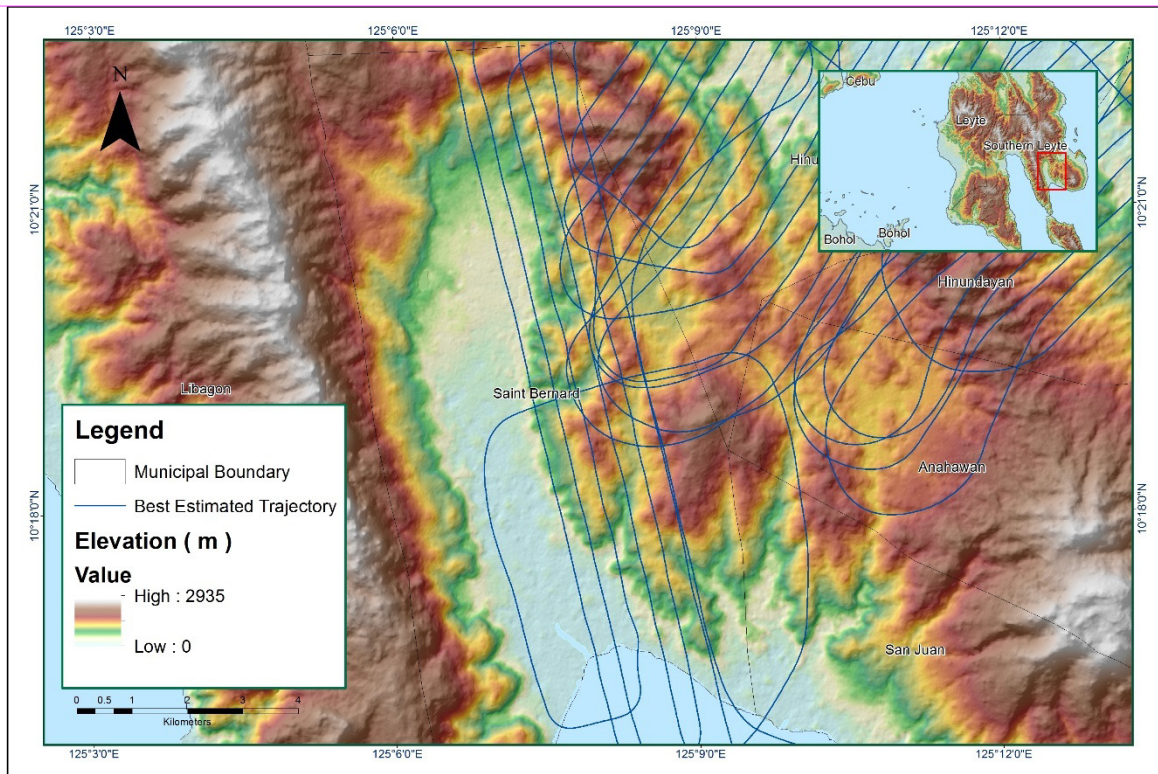 125°3'0"E
125°6'0"E
125°9'0"E
125°12'0"E
N
Cebu
Leyte
Southern Leyte
Bohol
Bohol
10°21'0"N
10°21'0"N
Hinundayan
Libagon
Saint Bernard
Anahawan
10°18'0"N
10°18'0"N
San Juan
Legend
Municipal Boundary
Best Estimated Trajectory
Elevation ( m )
Value
High : 2935
Low : 0
0 0.5 1 2 3 4
Kilometers
125°3'0"E
125°6'0"E
125°9'0"E
125°12'0"E